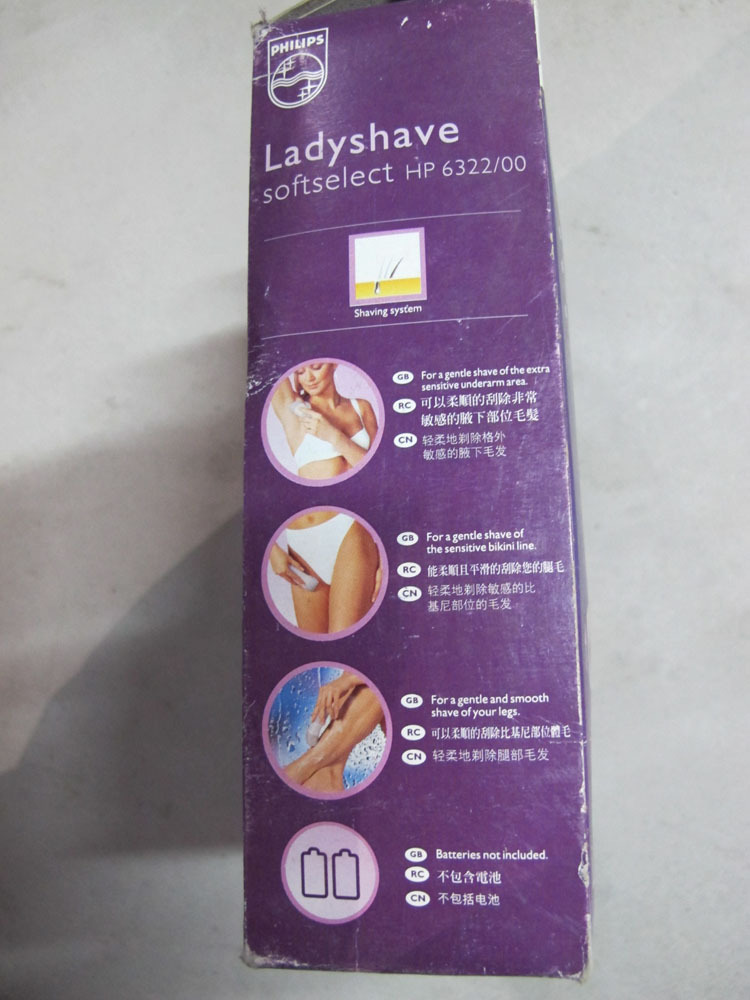 PHILIPS
Ladyshave
softselect HP 6322/00
Shaving system
GB For a gentle shave of the extra
sensitive underarm area.
RC 可以柔順的刮除非常
敏感的腋下部位毛髮
CN 轻柔地剃除格外
敏感的腋下毛发
GB For a gentle shave of
the sensitive bikini line.
RC 能柔順且平滑的刮除您的腿毛
CN 轻柔地剃除敏感的比
基尼部位的毛发
GB For a gentle and smooth
shave of your legs.
RC 可以柔順的刮除比基尼部位體毛
CN 轻柔地剃除腿部毛发
GB Batteries not included.
RC 不包含電池
CN 不包括电池